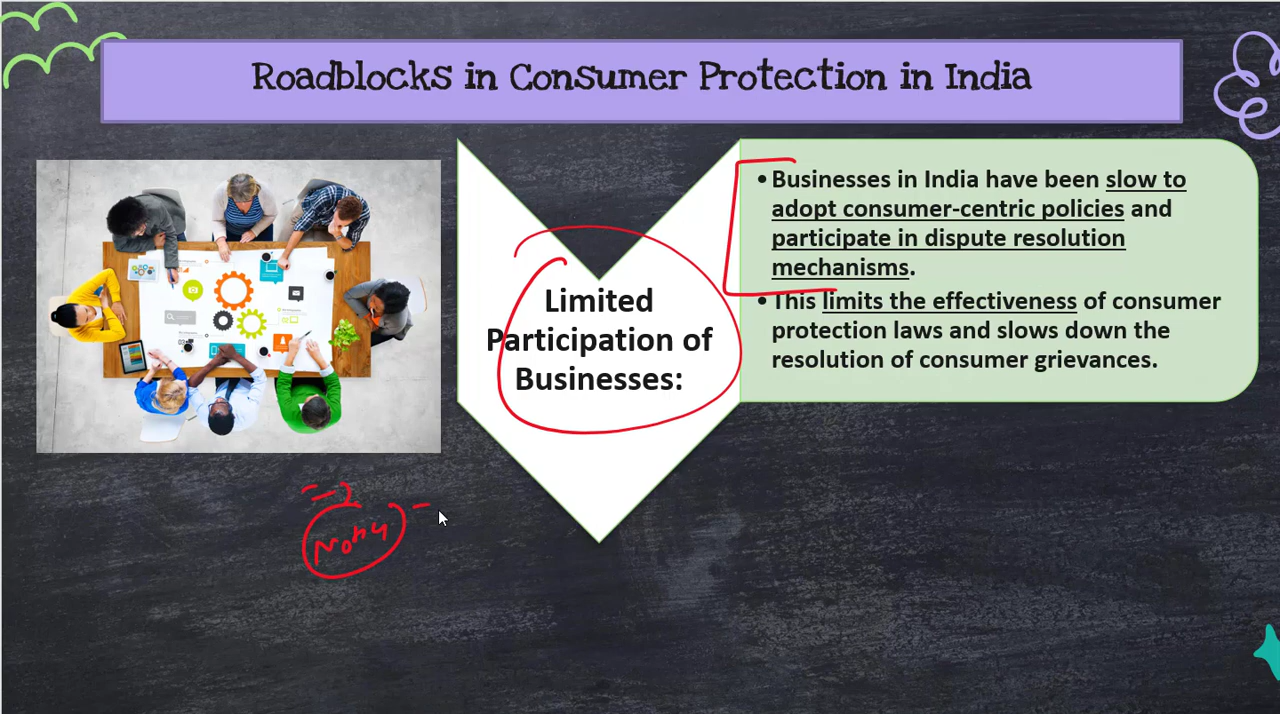 Roadblocks in Consumer Protection in India
Limited
Participation of
Businesses:
• Businesses in India have been slow to
adopt consumer-centric policies and
participate in dispute resolution
mechanisms.
• This limits the effectiveness of consumer
protection laws and slows down the
resolution of consumer grievances.